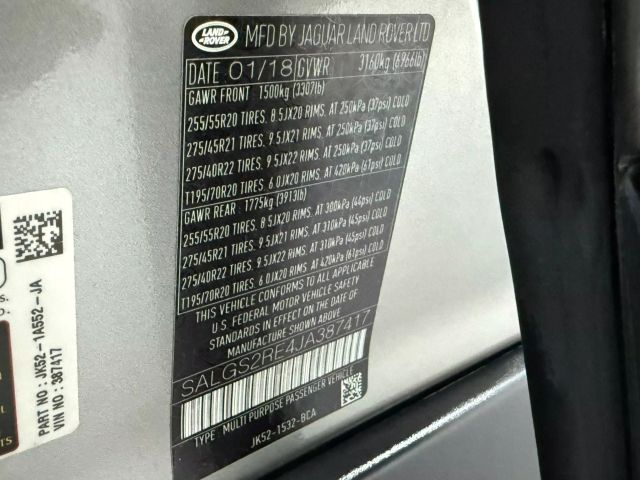 LAND-
ROVER
MFD BY JAGUAR LAND ROVER LTD
DATE 01/18 GVWR 3160kg (6966lb)
GAWR FRONT 1500kg (3307lb)
255/55R20 TIRES. 8.5JX20 RIMS. AT 250kPa (37psi) COLD
275/45R21 TIRES. 9.5JX21 RIMS. AT 250kPa (37psi) COLD
275/40R22 TIRES. 9.5JX22 RIMS. AT 250kPa (37psi) COLD
T195/70R20 TIRES. 6.0JX20 RIMS. AT 420kPa (61psi) COLD
GAWR REAR 1775kg (3913lb)
255/55R20 TIRES. 8.5JX20 RIMS. AT 300kPa (44psi) COLD
275/45R21 TIRES. 9.5JX21 RIMS. AT 310kPa (45psi) COLD
275/40R22 TIRES. 9.5JX22 RIMS. AT 310kPa (45psi) COLD
T195/70R20 TIRES. 6.0JX20 RIMS. AT 420kPa (61psi) COLD
THIS VEHICLE CONFORMS TO ALL APPLICABLE
U.S. FEDERAL MOTOR VEHICLE SAFETY
STANDARDS IN EFFECT ON THE DATE OF
MANUFACTURE SHOWN ABOVE
SALGS2RE4JA387417
TYPE MULTI PURPOSE PASSENGER VEHICLE
JK52-1532-BCA
PART NO : JK52-1A552-JA
VIN NO : 387417